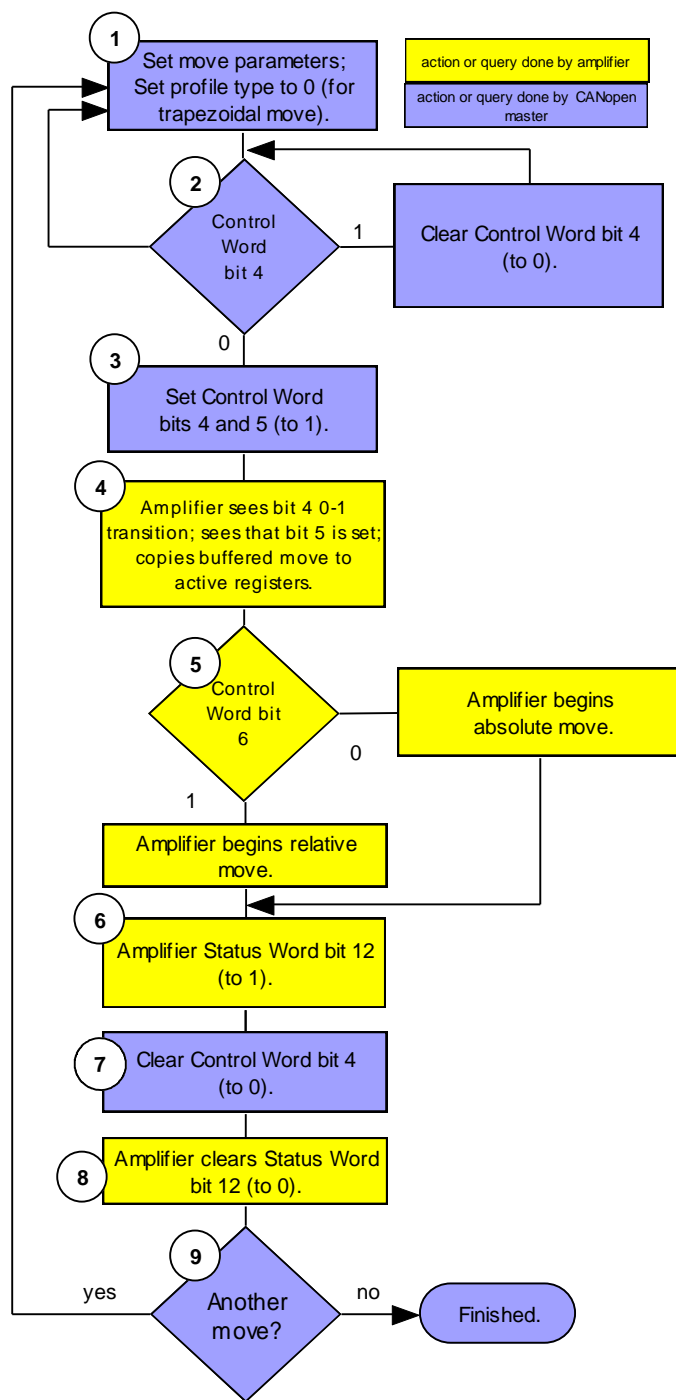 1
Set move parameters;
Set profile type to 0 (for
trapezoidal move).
action or query done by amplifier
action or query done by CANopen
master
2
Control
Word
bit 4
1
Clear Control Word bit 4
(to 0).
0
3
Set Control Word
bits 4 and 5 (to 1).
4
Amplifier sees bit 4 0-1
transition; sees that bit 5 is set;
copies buffered move to
active registers.
5
Control
Word bit
6
0
Amplifier begins
absolute move.
1
Amplifier begins relative
move.
6
Amplifier Status Word bit 12
(to 1).
7
Clear Control Word bit 4
(to 0).
8
Amplifier clears Status Word
bit 12 (to 0).
9
Another
move?
yes
no
Finished.